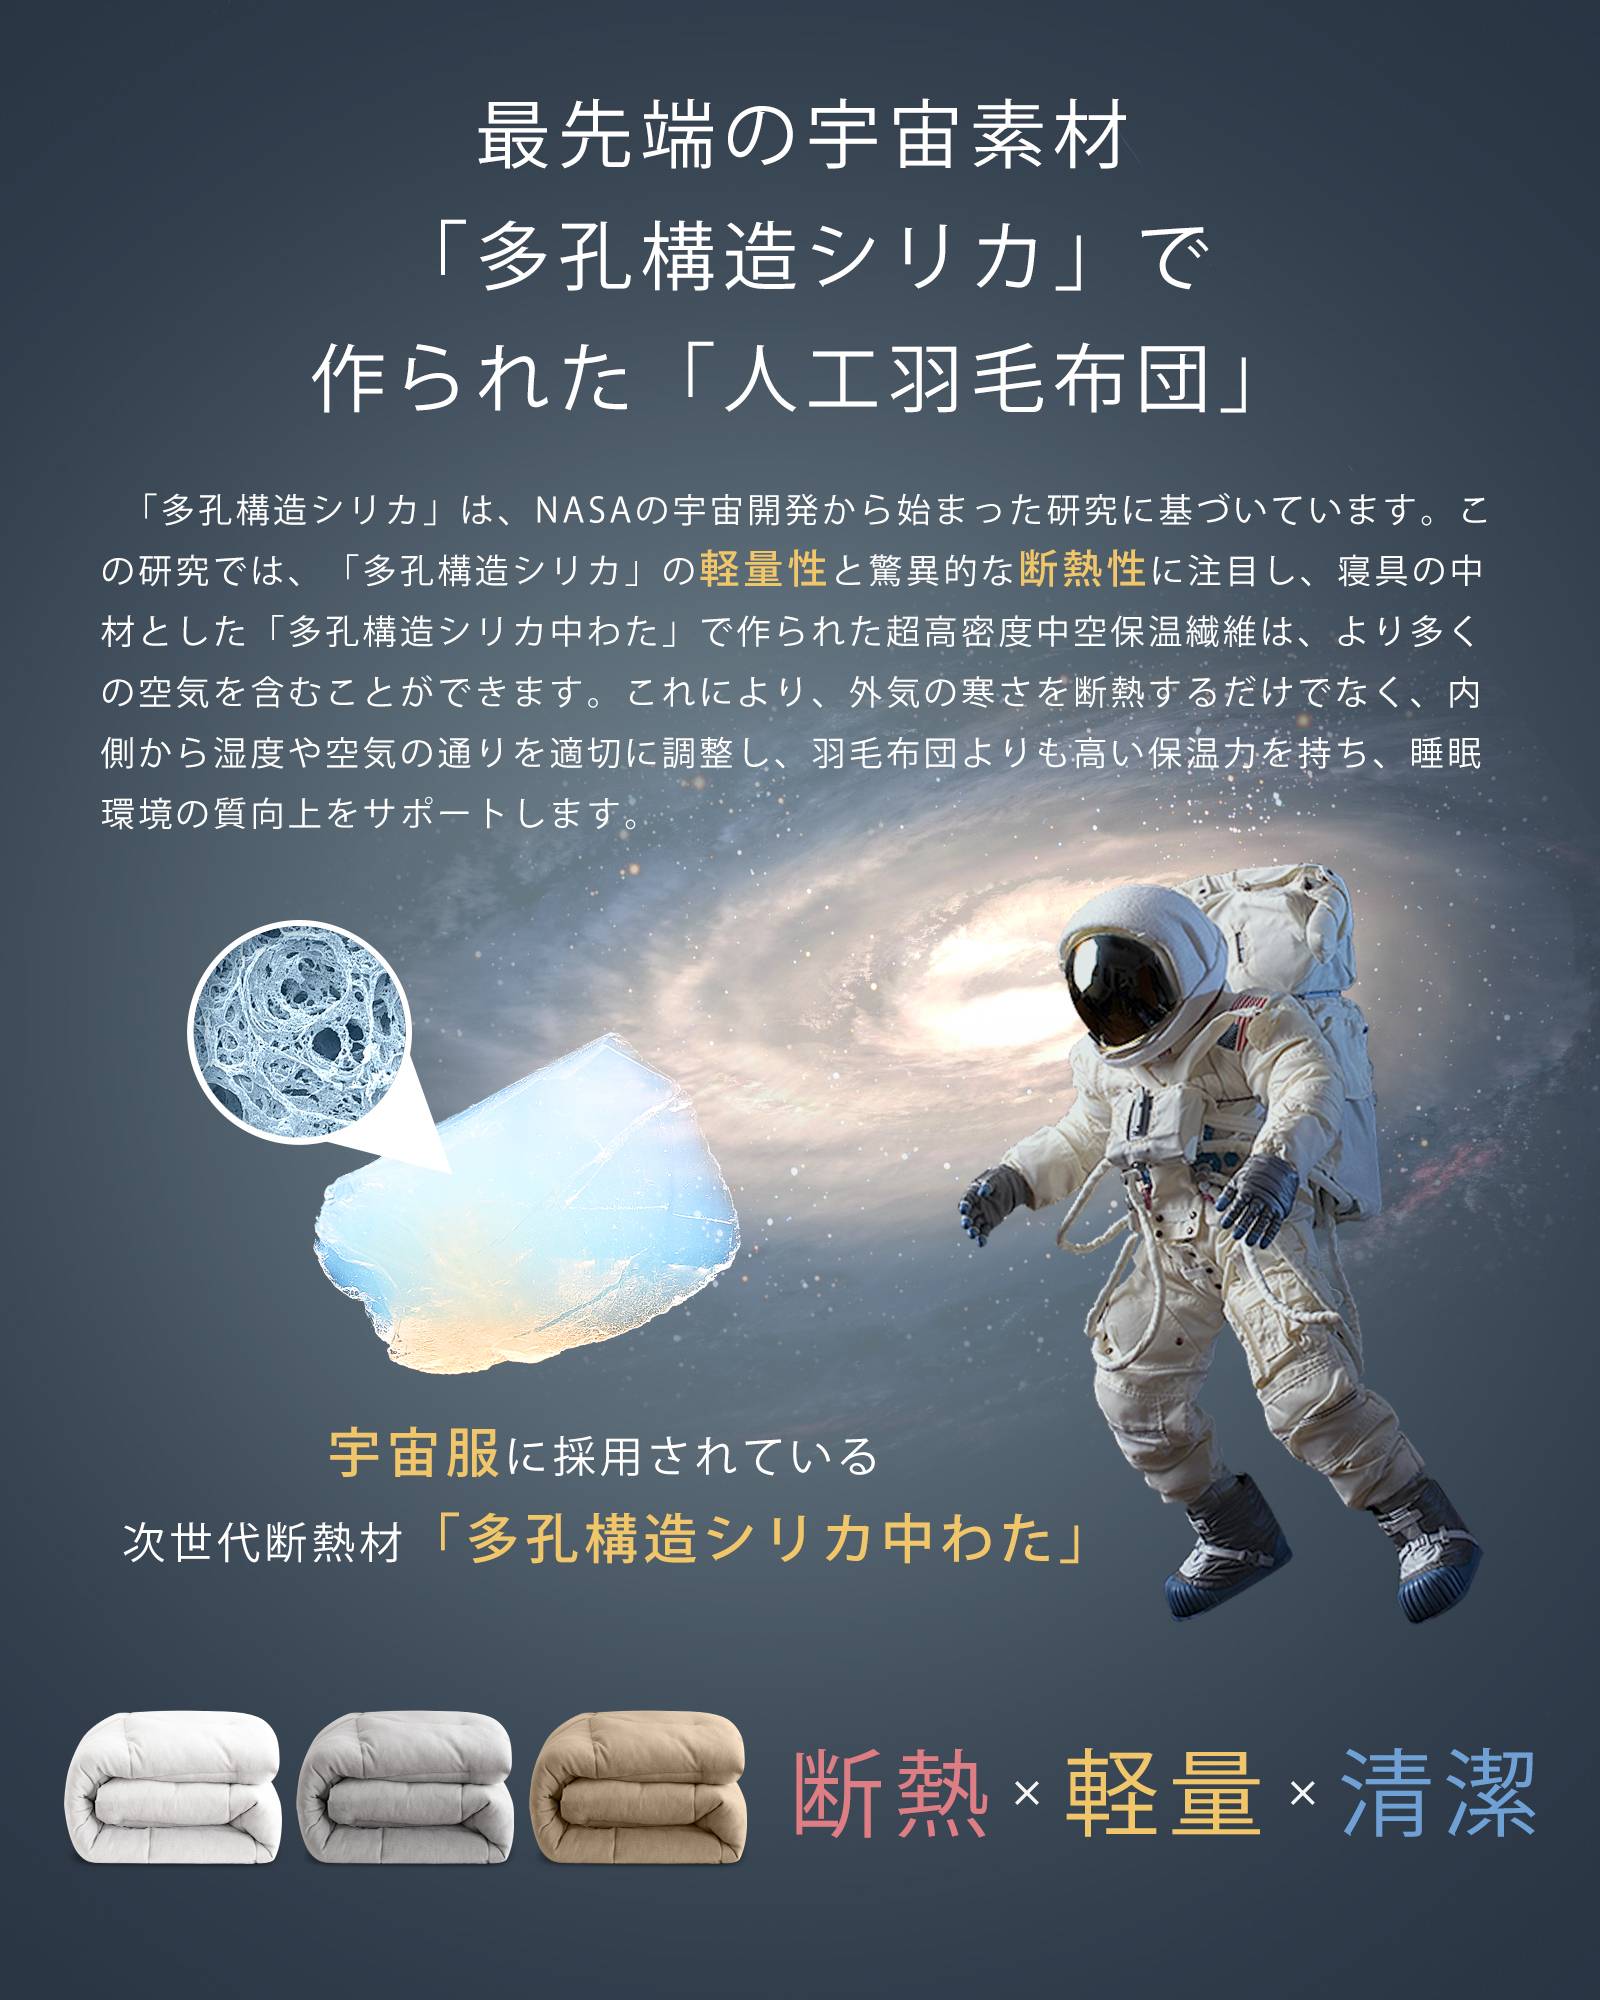 最先端の宇宙素材
「多孔構造シリカ」で
作られた「人工羽毛布団」
「多孔構造シリカ」は、NASAの宇宙開発から始まった研究に基づいています。こ
の研究では、「多孔構造シリカ」の軽量性と驚異的な断熱性に注目し、寝具の中
材とした「多孔構造シリカ中わた」で作られた超高密度中空保温繊維は、より多く
の空気を含むことができます。これにより、外気の寒さを断熱するだけでなく、内
側から湿度や空気の通りを適切に調整し、羽毛布団よりも高い保温力を持ち、睡眠
環境の質向上をサポートします。
宇宙服に採用されている
次世代断熱材「多孔構造シリカ中わた」
断熱×軽量×清潔